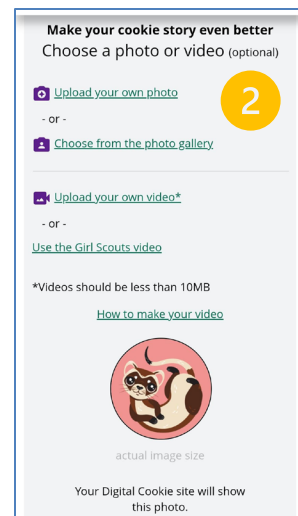 Make your cookie story even better
Choose a photo or video (optional)
Upload your own photo
2
- or -
Choose from the photo gallery
Upload your own video*
- or -
Use the Girl Scouts video
*Videos should be less than 10MB
How to make your video
actual image size
Your Digital Cookie site will show
this photo.